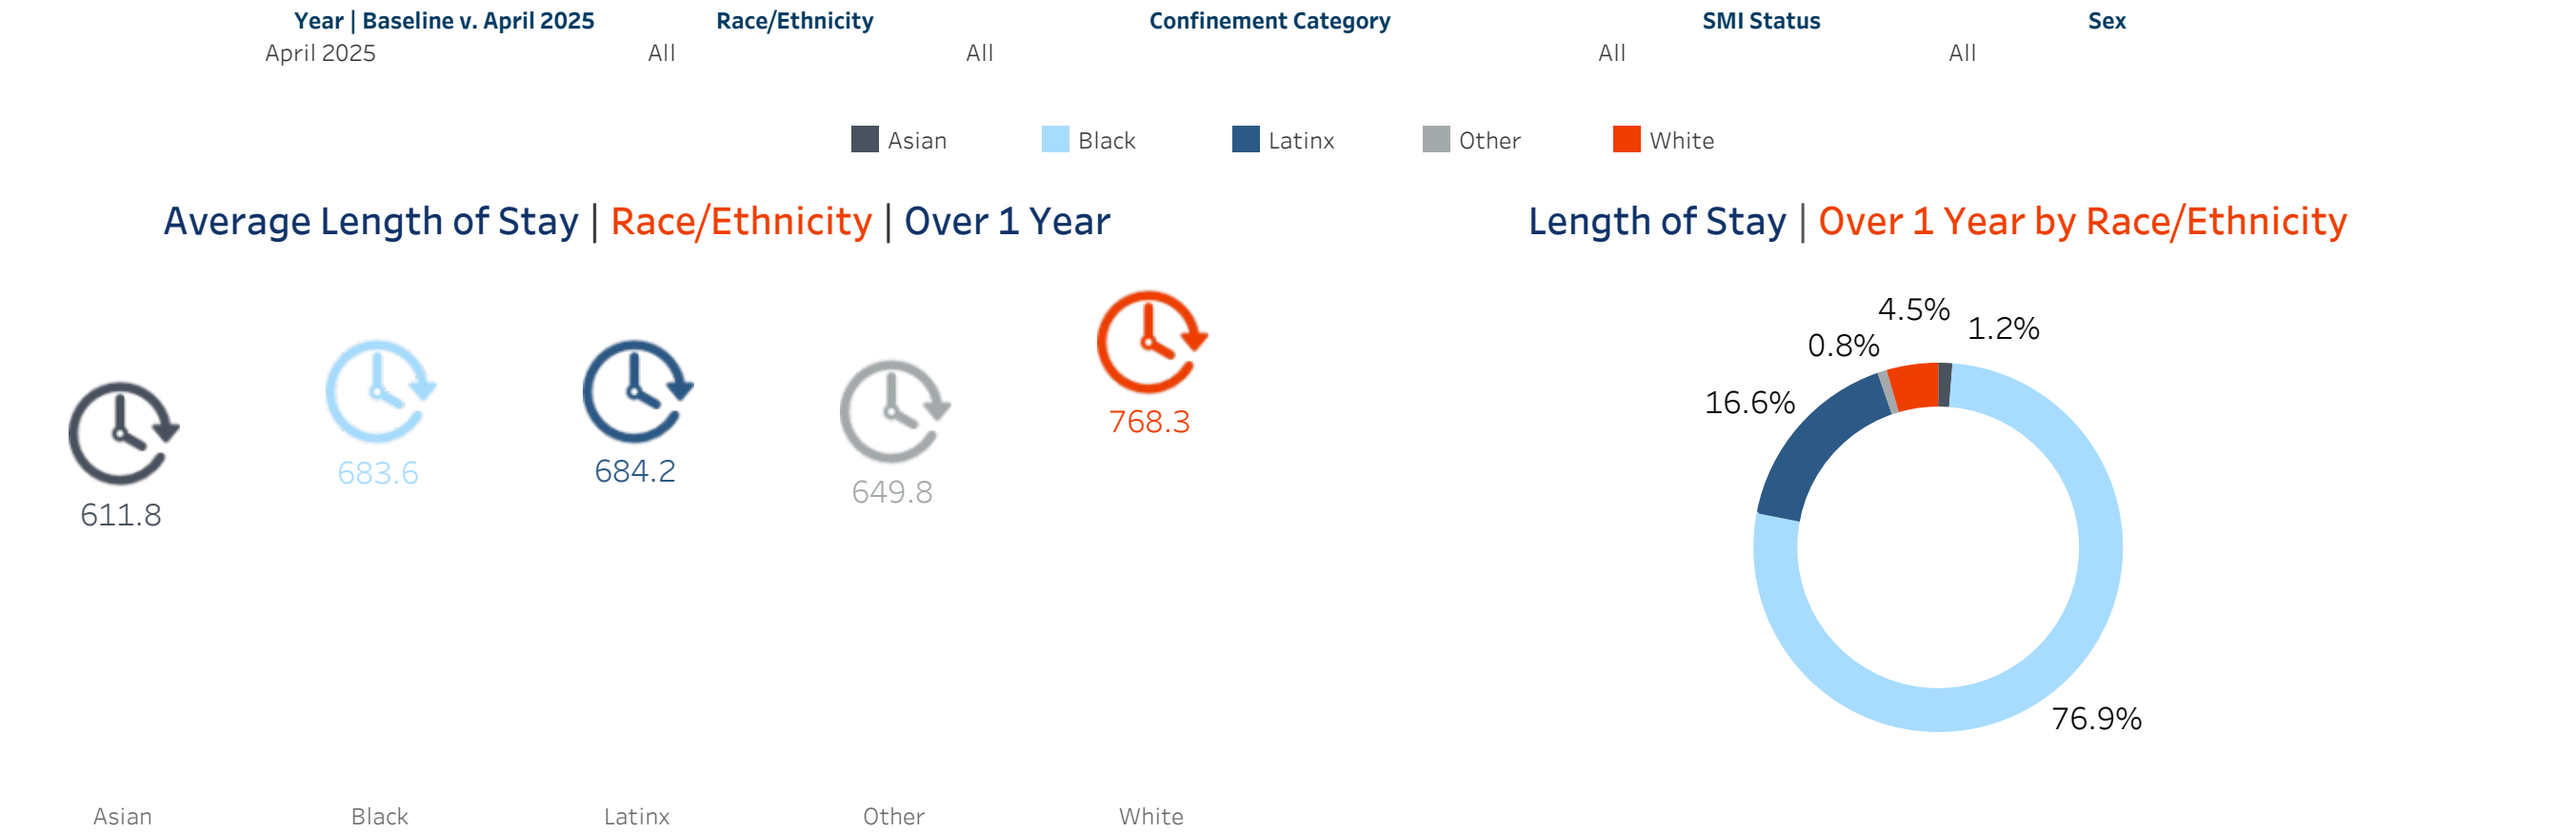 Year | Baseline v. April 2025 Race/Ethnicity Confinement Category SMI Status Sex
April 2025 All All All All
Asian Black Latinx Other White
Average Length of Stay | Race/Ethnicity | Over 1 Year
611.8
683.6
684.2
649.8
768.3
Asian Black Latinx Other White
Length of Stay | Over 1 Year by Race/Ethnicity
4.5%
1.2%
0.8%
16.6%
76.9%